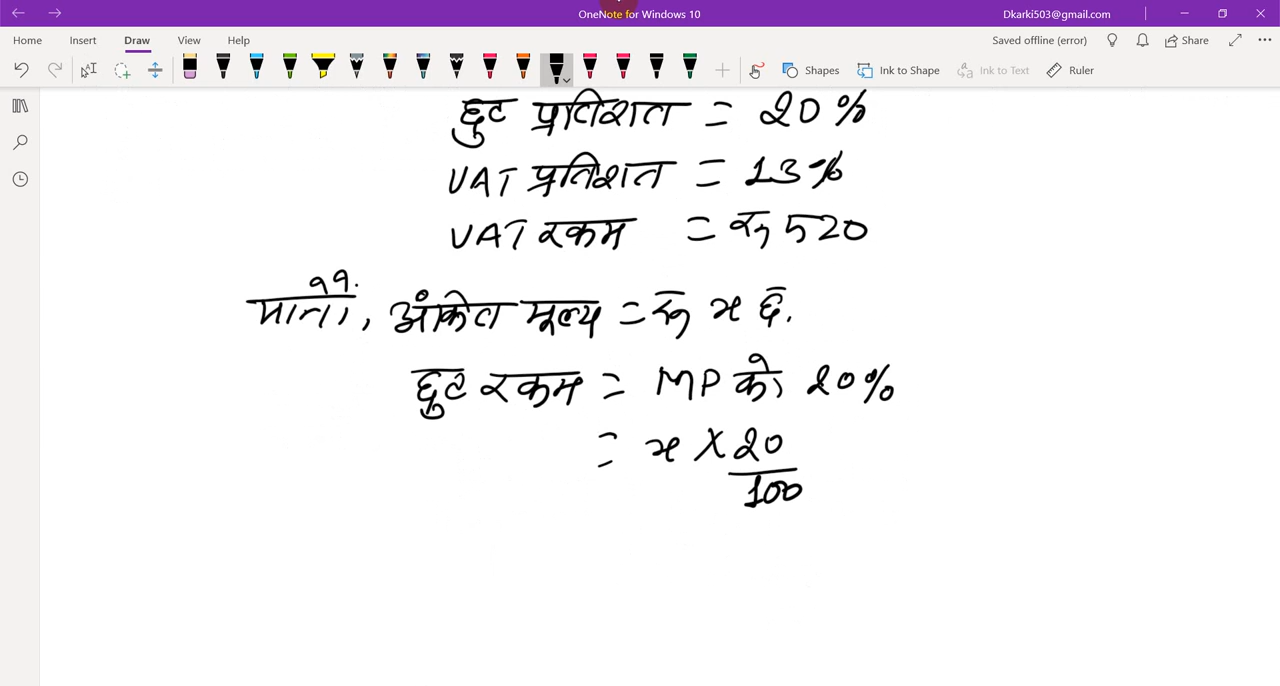 OneNote for Windows 10
Dkarki503@gmail.com
Home Insert Draw View Help
Saved offline (error)
Share
Shapes
Ink to Shape
Ink to Text
Ruler
छुट प्रतिशत = 20%
VAT प्रतिशत = 13%
VAT रकम = रु 520
११.
माना, अंकित मूल्य = रु x छ.
छुट रकम = MP को 20%
= x × 20
100